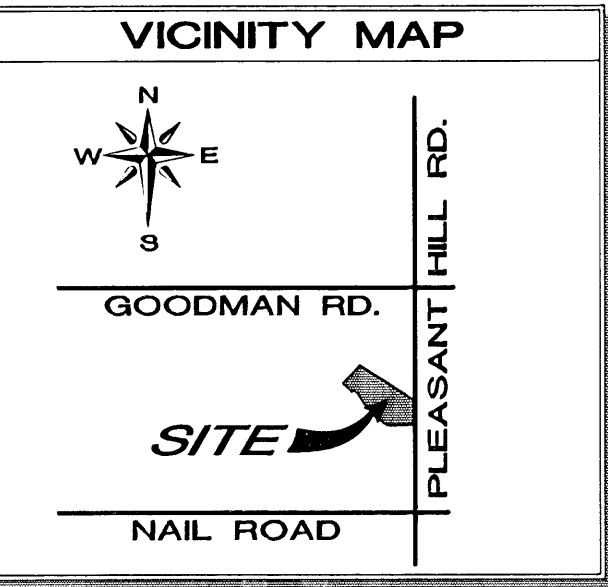 VICINITY MAP
N
W E
S
PLEASANT HILL RD.
GOODMAN RD.
SITE
NAIL ROAD